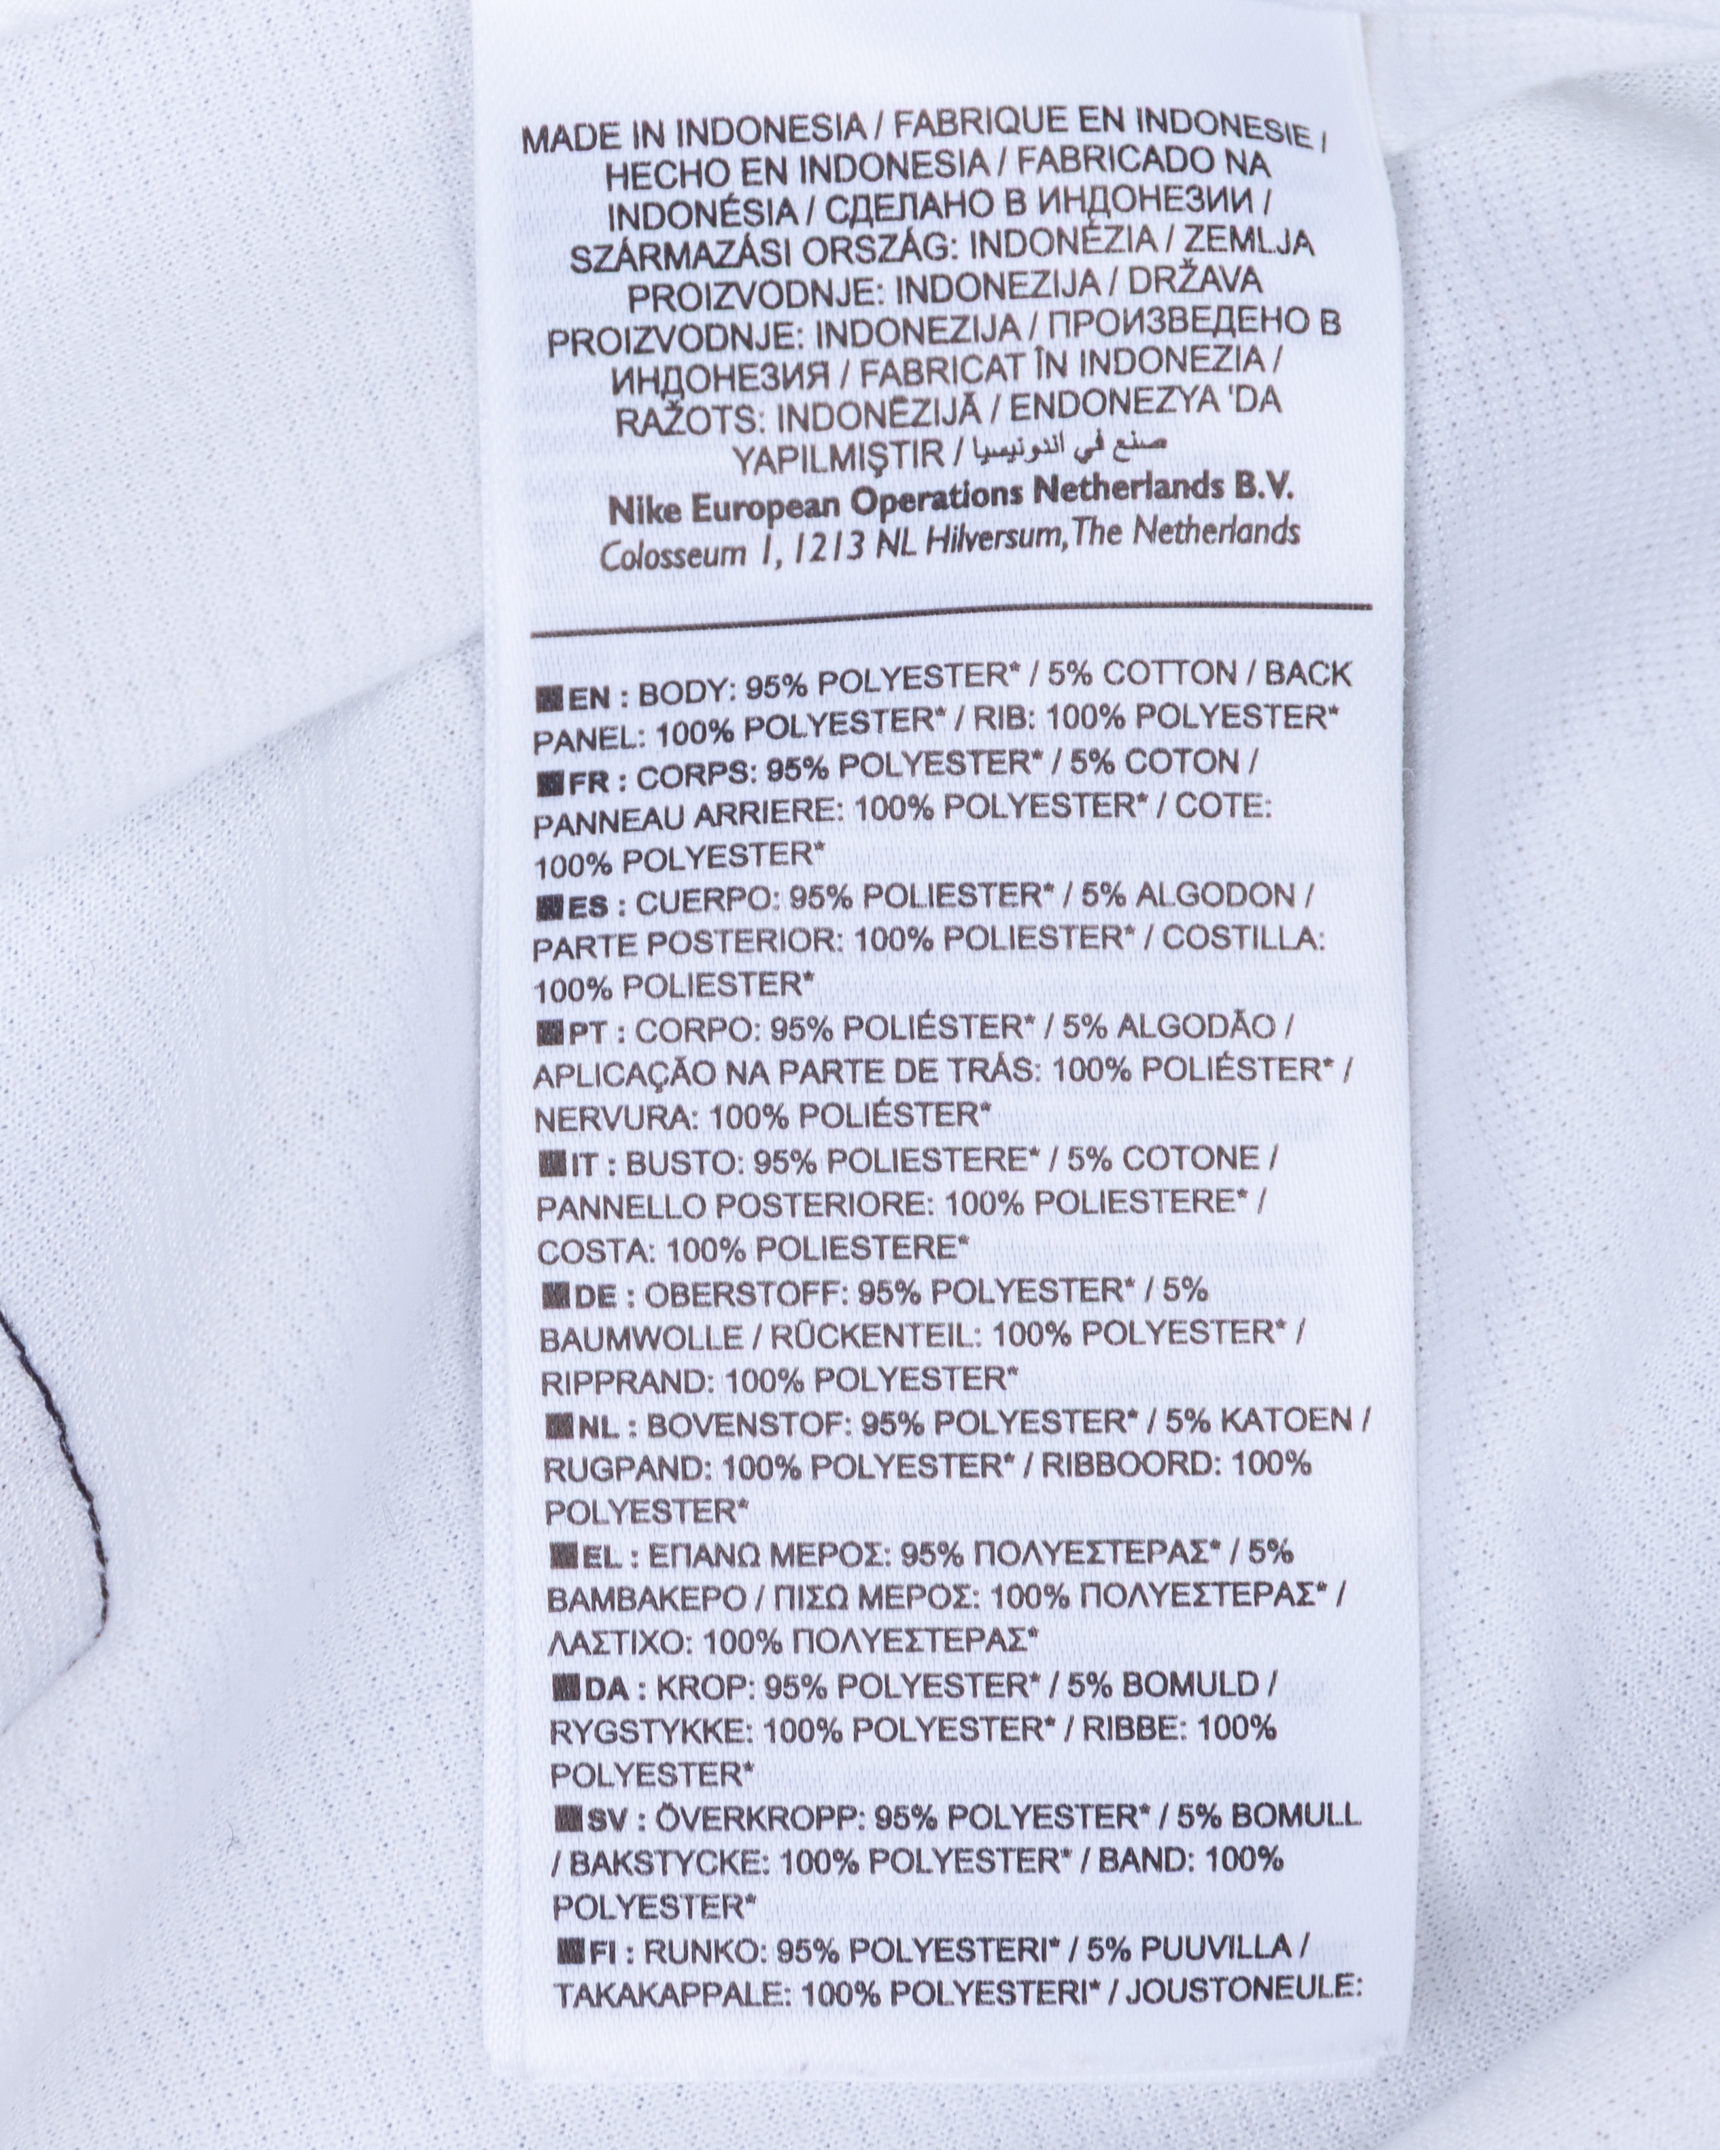 MADE IN INDONESIA / FABRIQUE EN INDONESIE /
HECHO EN INDONESIA / FABRICADO NA
INDONÉSIA / СДЕЛАНО В ИНДОНЕЗИИ /
SZÁRMAZÁSI ORSZÁG: INDONÉZIA / ZEMLJA
PROIZVODNJE: INDONEZIJA / DRŽAVA
PROIZVODNJE: INDONEZIJA / ПРОИЗВЕДЕНО В
ИНДОНЕЗИЯ / FABRICAT ÎN INDONEZIA /
RAŽOTS: INDONĒZIJĀ / ENDONEZYA 'DA
YAPILMIŞTIR / صنع في اندونيسيا
Nike European Operations Netherlands B.V.
Colosseum 1, 1213 NL Hilversum, The Netherlands
EN : BODY: 95% POLYESTER* / 5% COTTON / BACK
PANEL: 100% POLYESTER* / RIB: 100% POLYESTER*
FR : CORPS: 95% POLYESTER* / 5% COTON /
PANNEAU ARRIERE: 100% POLYESTER* / COTE:
100% POLYESTER*
ES : CUERPO: 95% POLIESTER* / 5% ALGODON /
PARTE POSTERIOR: 100% POLIESTER* / COSTILLA:
100% POLIESTER*
PT : CORPO: 95% POLIÉSTER* / 5% ALGODÃO /
APLICAÇÃO NA PARTE DE TRÁS: 100% POLIÉSTER* /
NERVURA: 100% POLIÉSTER*
IT : BUSTO: 95% POLIESTERE* / 5% COTONE /
PANNELLO POSTERIORE: 100% POLIESTERE* /
COSTA: 100% POLIESTERE*
DE : OBERSTOFF: 95% POLYESTER* / 5%
BAUMWOLLE / RÜCKENTEIL: 100% POLYESTER* /
RIPPRAND: 100% POLYESTER*
NL : BOVENSTOF: 95% POLYESTER* / 5% KATOEN /
RUGPAND: 100% POLYESTER* / RIBBOORD: 100%
POLYESTER*
EL : ΕΠΑΝΩ ΜΕΡΟΣ: 95% ΠΟΛΥΕΣΤΕΡΑΣ* / 5%
ΒΑΜΒΑΚΕΡΟ / ΠΙΣΩ ΜΕΡΟΣ: 100% ΠΟΛΥΕΣΤΕΡΑΣ* /
ΛΑΣΤΙΧΟ: 100% ΠΟΛΥΕΣΤΕΡΑΣ*
DA : KROP: 95% POLYESTER* / 5% BOMULD /
RYGSTYKKE: 100% POLYESTER* / RIBBE: 100%
POLYESTER*
SV : ÖVERKROPP: 95% POLYESTER* / 5% BOMULL
/ BAKSTYCKE: 100% POLYESTER* / BAND: 100%
POLYESTER*
FI : RUNKO: 95% POLYESTERI* / 5% PUUVILLA /
TAKAKAPPALE: 100% POLYESTERI* / JOUSTONEULE: